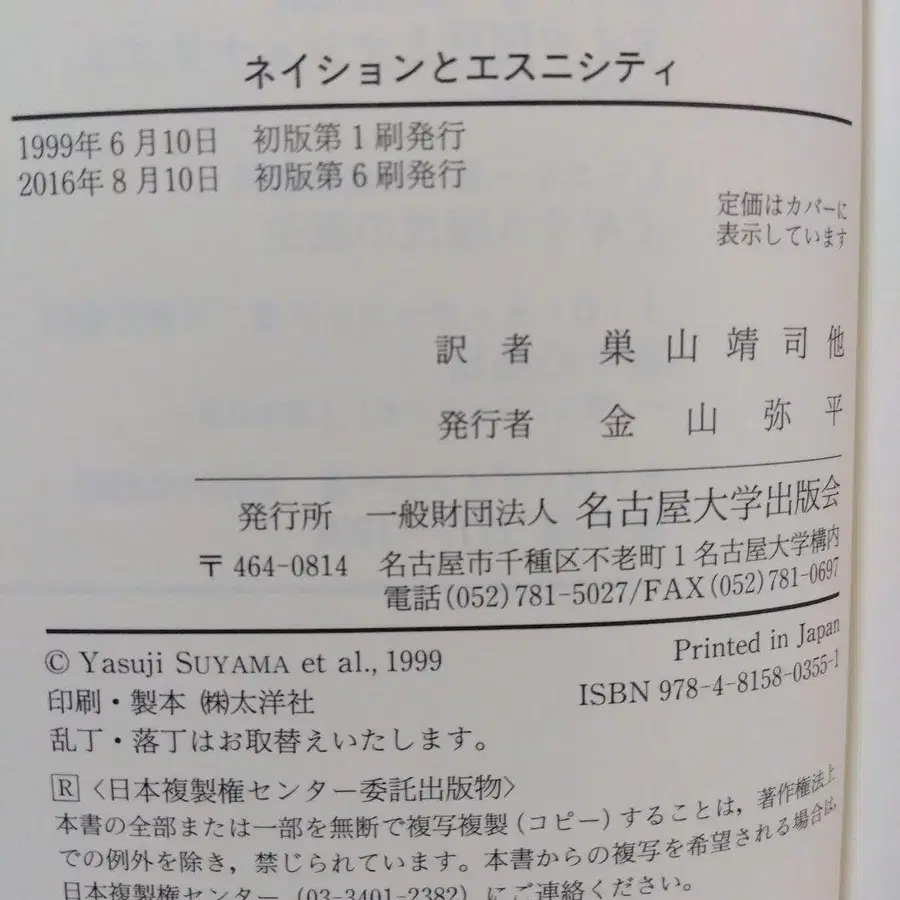 ネイションとエスニシティ
1999年6月10日 初版第1刷発行
2016年8月10日 初版第6刷発行
定価はカバーに
表示しています
訳者 巣山靖司他
発行者 金山弥平
発行所 一般財団法人 名古屋大学出版会
〒464-0814 名古屋市千種区不老町1名古屋大学構内
電話(052)781-5027/FAX(052)781-0697
© Yasuji SUYAMA et al., 1999
Printed in Japan
印刷・製本 ㈱太洋社
ISBN 978-4-8158-0355-1
乱丁・落丁はお取替えいたします。
R〈日本複製権センター委託出版物〉
本書の全部または一部を無断で複写複製(コピー)することは，著作権法上
での例外を除き，禁じられています。本書からの複写を希望される場合は，
日本複製権センター (03-3401-2382) にご連絡ください。